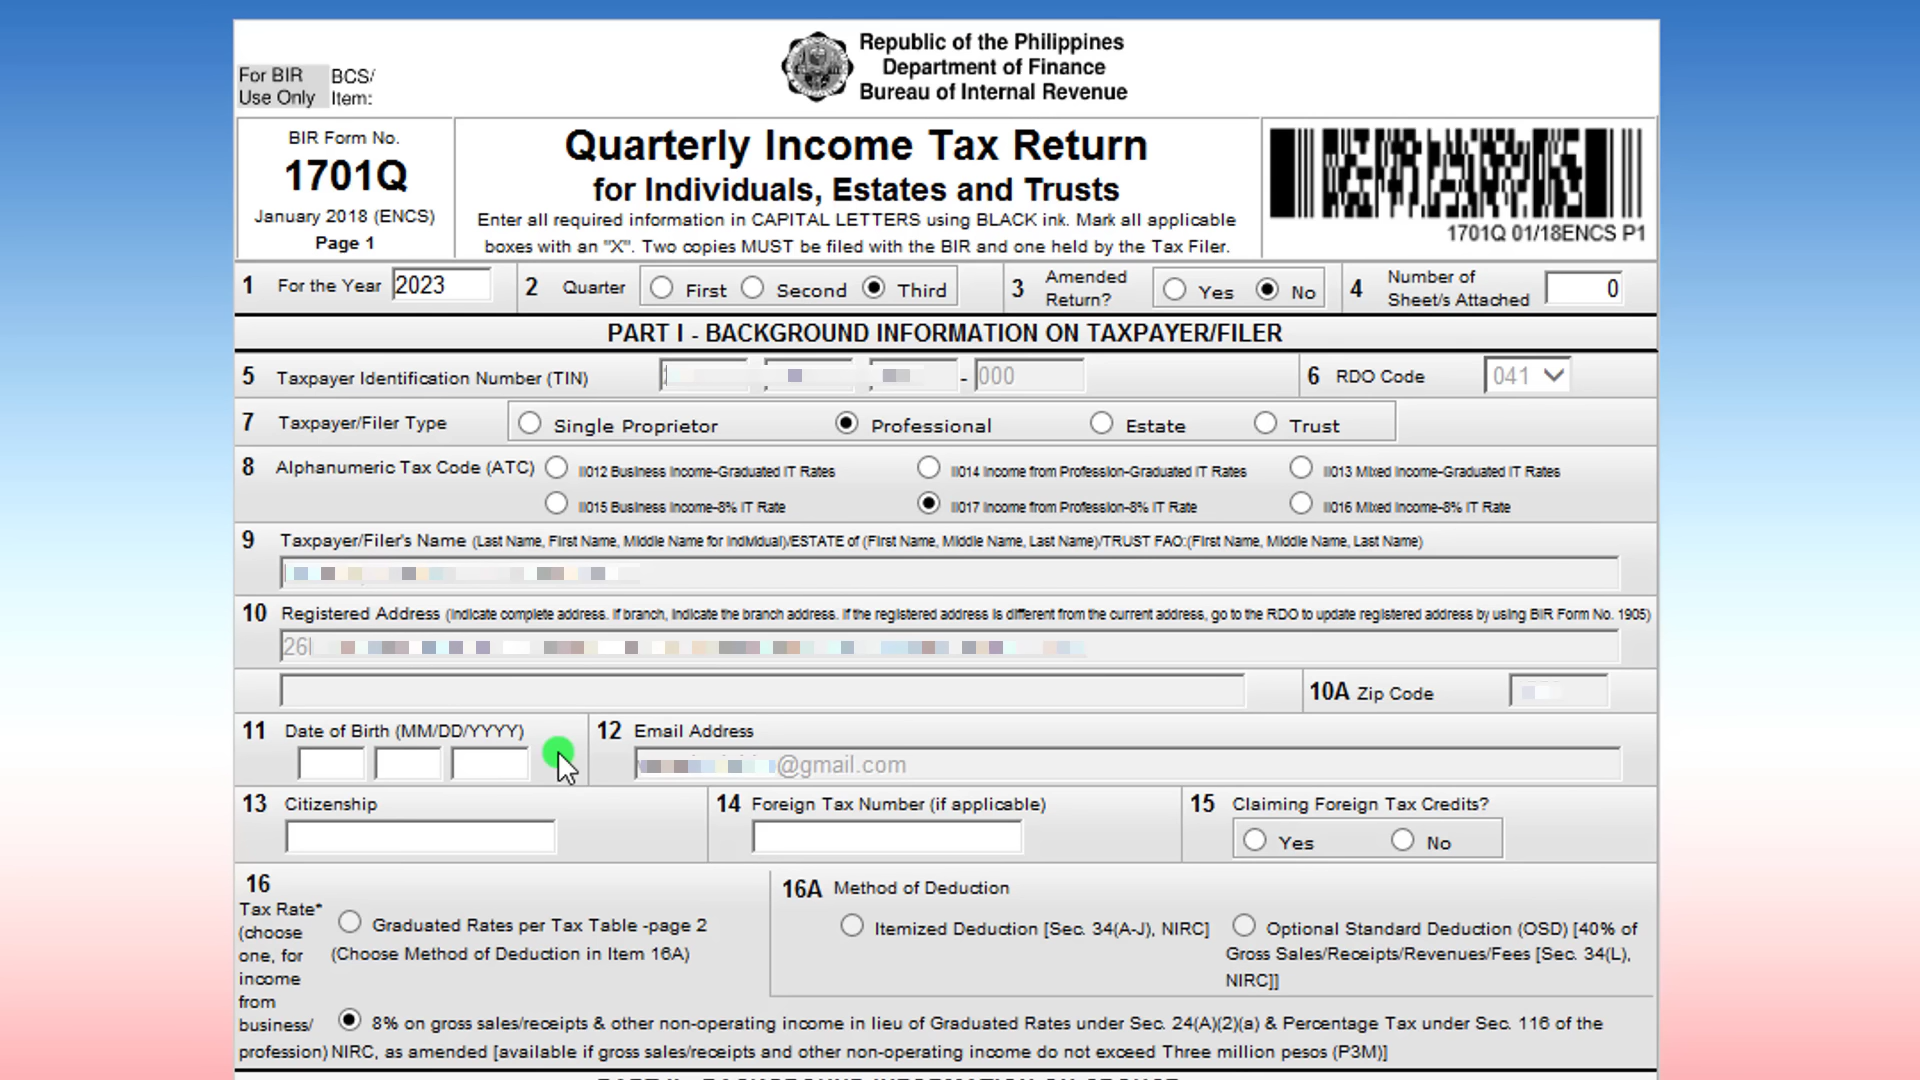 Republic of the Philippines
Department of Finance
Bureau of Internal Revenue
For BIR BCS/
Use Only Item:
BIR Form No.
1701Q
January 2018 (ENCS)
Page 1
Quarterly Income Tax Return
for Individuals, Estates and Trusts
Enter all required information in CAPITAL LETTERS using BLACK ink. Mark all applicable
boxes with an "X". Two copies MUST be filed with the BIR and one held by the Tax Filer.
1701Q 01/18ENCS P1
1 For the Year 2023 2 Quarter First Second Third 3 Amended Return? Yes No 4 Number of Sheet/s Attached 0
PART I - BACKGROUND INFORMATION ON TAXPAYER/FILER
5 Taxpayer Identification Number (TIN) - 000 6 RDO Code 041
7 Taxpayer/Filer Type Single Proprietor Professional Estate Trust
8 Alphanumeric Tax Code (ATC) II012 Business Income-Graduated IT Rates II014 Income from Profession-Graduated IT Rates II013 Mixed Income-Graduated IT Rates
II015 Business Income-8% IT Rate II017 Income from Profession-8% IT Rate II016 Mixed Income-8% IT Rate
9 Taxpayer/Filer's Name (Last Name, First Name, Middle Name for Individual)/ESTATE of (First Name, Middle Name, Last Name)/TRUST FAO:(First Name, Middle Name, Last Name)
10 Registered Address (Indicate complete address. If branch, indicate the branch address. If the registered address is different from the current address, go to the RDO to update registered address by using BIR Form No. 1905)
26
10A Zip Code
11 Date of Birth (MM/DD/YYYY) 12 Email Address
@gmail.com
13 Citizenship 14 Foreign Tax Number (if applicable) 15 Claiming Foreign Tax Credits?
Yes No
16
Tax Rate*
(choose
one, for
income
from
business/
profession)
Graduated Rates per Tax Table -page 2
(Choose Method of Deduction in Item 16A)
16A Method of Deduction
Itemized Deduction [Sec. 34(A-J), NIRC]
Optional Standard Deduction (OSD) [40% of
Gross Sales/Receipts/Revenues/Fees [Sec. 34(L),
NIRC]]
8% on gross sales/receipts & other non-operating income in lieu of Graduated Rates under Sec. 24(A)(2)(a) & Percentage Tax under Sec. 116 of the
NIRC, as amended [available if gross sales/receipts and other non-operating income do not exceed Three million pesos (P3M)]